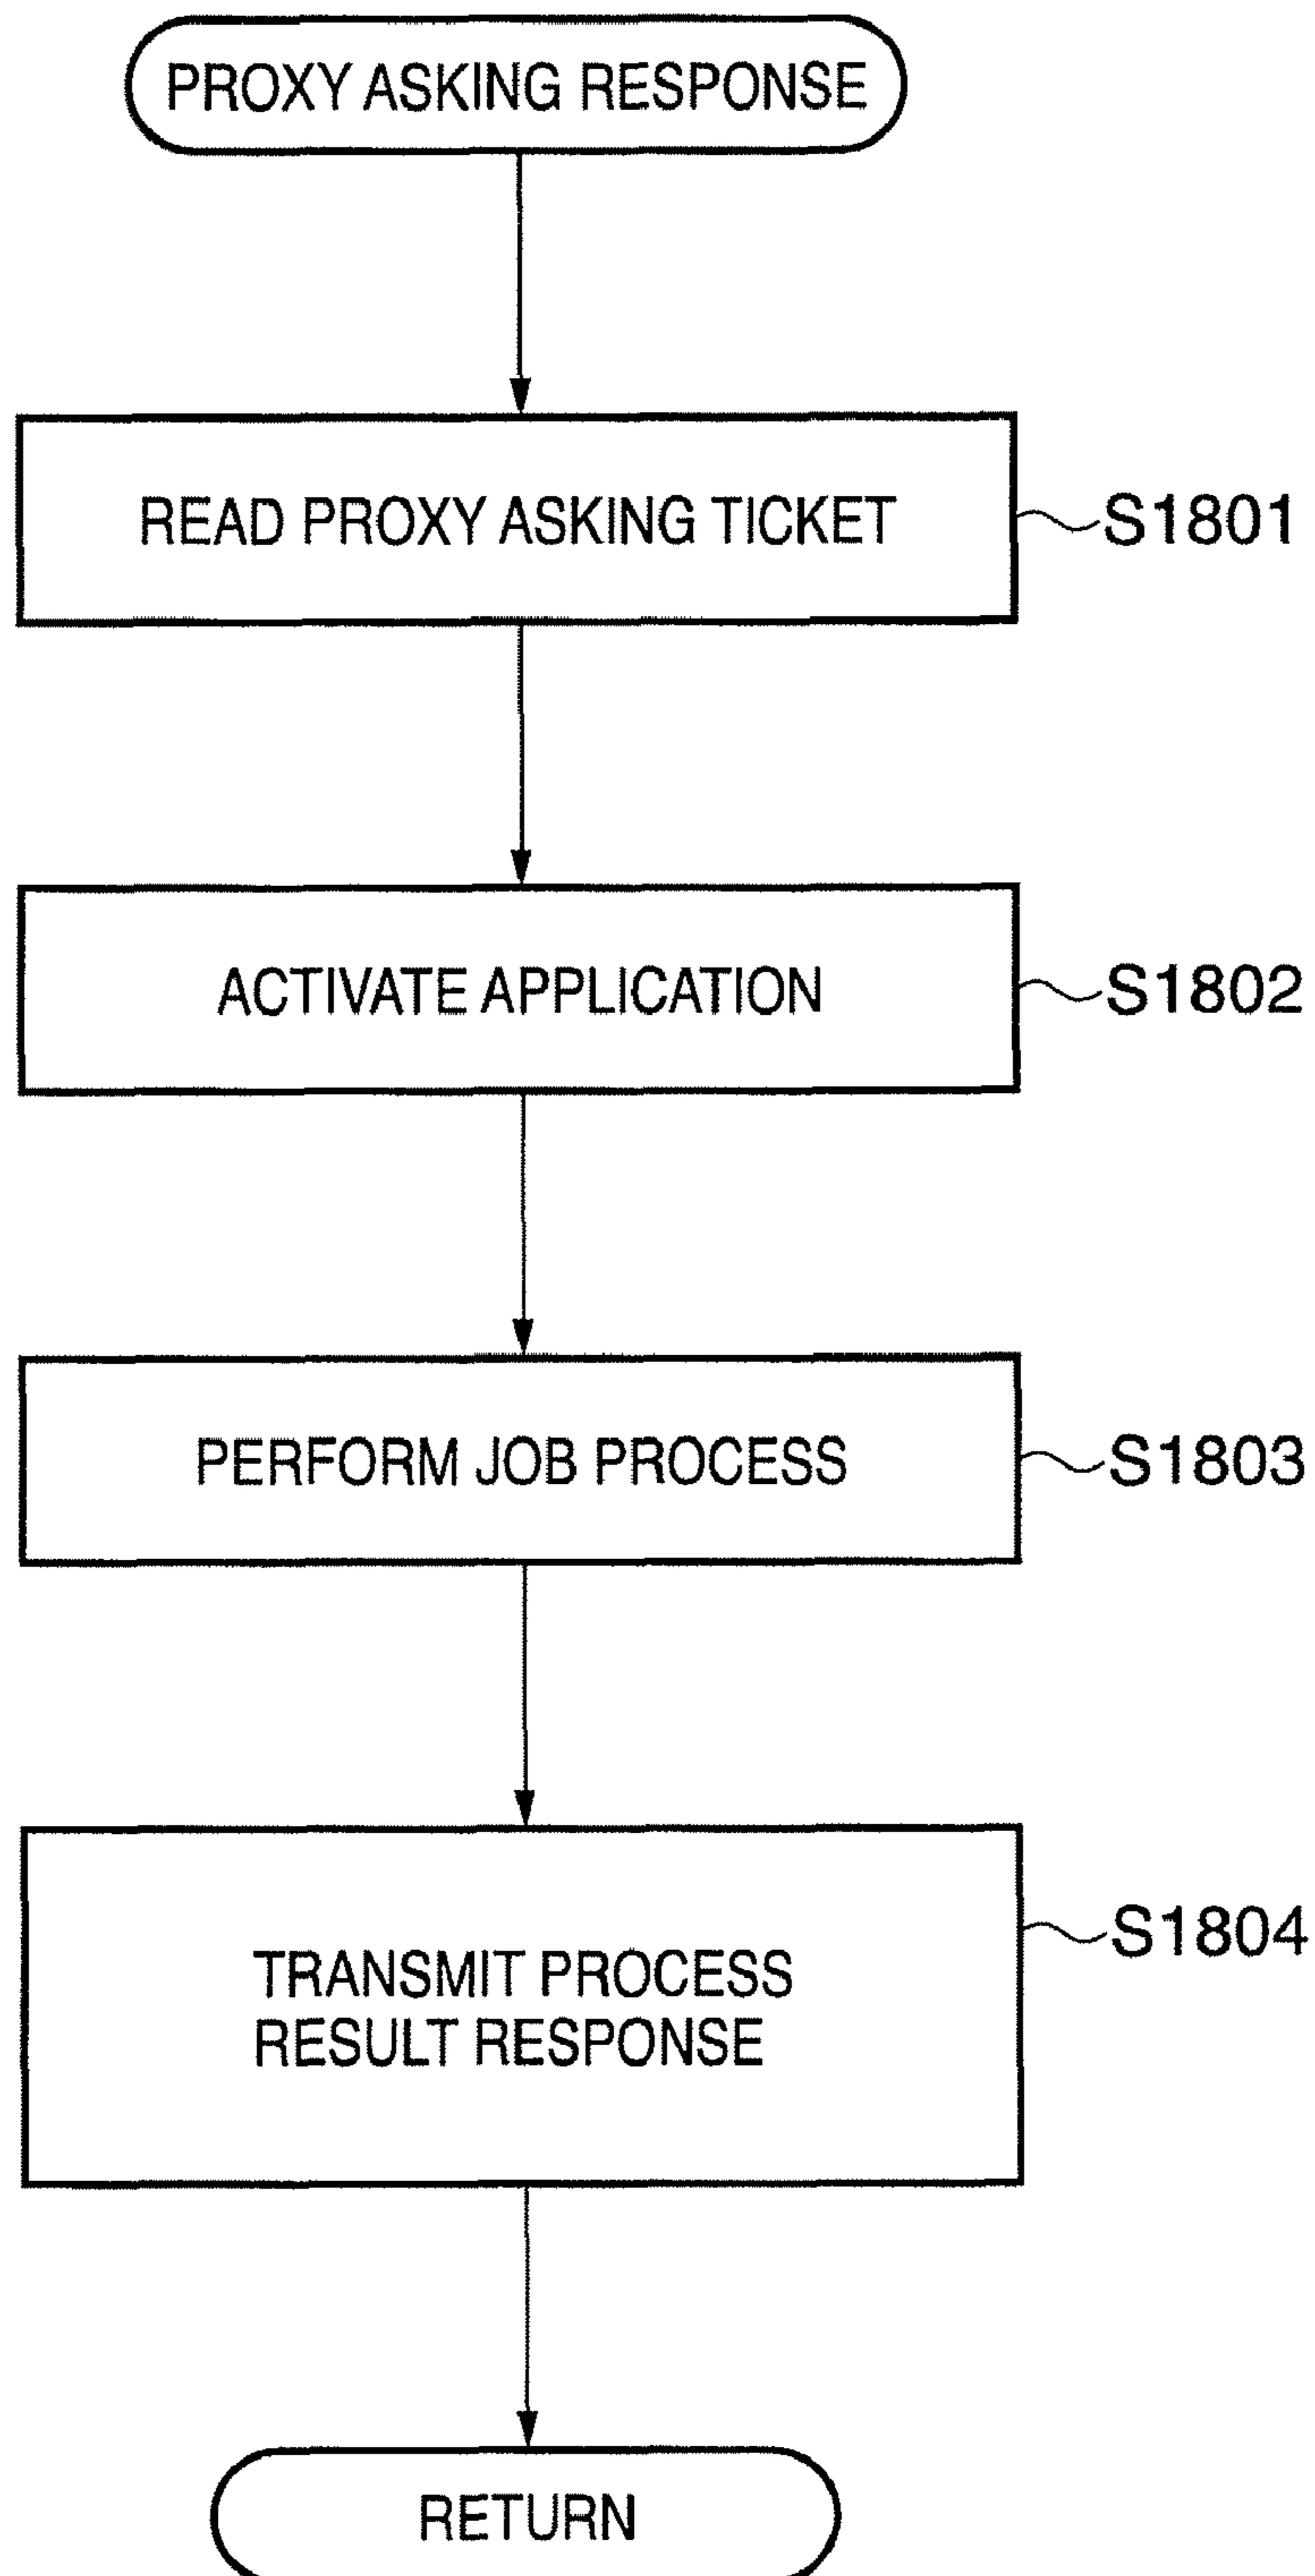 PROXY ASKING RESPONSE
READ PROXY ASKING TICKET
S1801
ACTIVATE APPLICATION
S1802
PERFORM JOB PROCESS
S1803
TRANSMIT PROCESS
RESULT RESPONSE
S1804
RETURN